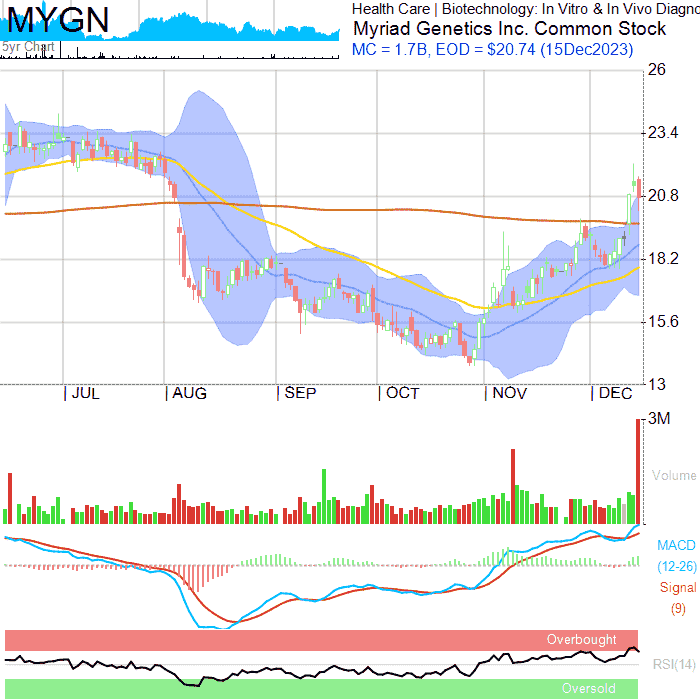 MYGN
5yr Chart
Health Care | Biotechnology: In Vitro & In Vivo Diagno
Myriad Genetics Inc. Common Stock
MC = 1.7B, EOD = $20.74 (15Dec2023)
26
23.4
20.8
18.2
15.6
13
JUL AUG SEP OCT NOV DEC
3M
Volume
MACD
(12-26)
Signal
(9)
Overbought
RSI(14)
Oversold